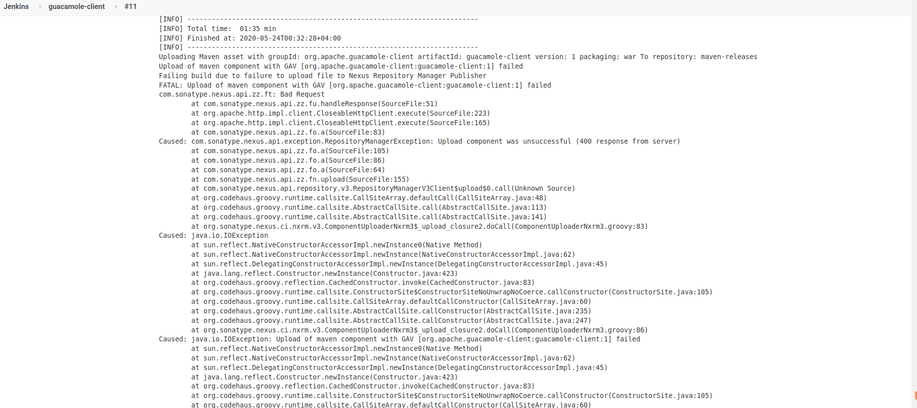 Jenkins › guacamole-client › #11
[INFO] ------------------------------------------------------------------------
[INFO] Total time:  01:35 min
[INFO] Finished at: 2020-05-24T00:32:28+04:00
[INFO] ------------------------------------------------------------------------
Uploading Maven asset with groupId: org.apache.guacamole-client artifactId: guacamole-client version: 1 packaging: war To repository: maven-releases
Upload of maven component with GAV [org.apache.guacamole-client:guacamole-client:1] failed
Failing build due to failure to upload file to Nexus Repository Manager Publisher
FATAL: Upload of maven component with GAV [org.apache.guacamole-client:guacamole-client:1] failed
com.sonatype.nexus.api.zz.ft: Bad Request
at com.sonatype.nexus.api.zz.fu.handleResponse(SourceFile:51)
at org.apache.http.impl.client.CloseableHttpClient.execute(SourceFile:223)
at org.apache.http.impl.client.CloseableHttpClient.execute(SourceFile:165)
at com.sonatype.nexus.api.zz.fo.a(SourceFile:83)
Caused: com.sonatype.nexus.api.exception.RepositoryManagerException: Upload component was unsuccessful (400 response from server)
at com.sonatype.nexus.api.zz.fo.a(SourceFile:105)
at com.sonatype.nexus.api.zz.fo.a(SourceFile:86)
at com.sonatype.nexus.api.zz.fo.a(SourceFile:64)
at com.sonatype.nexus.api.zz.fn.upload(SourceFile:155)
at com.sonatype.nexus.api.repository.v3.RepositoryManagerV3Client$upload$0.call(Unknown Source)
at org.codehaus.groovy.runtime.callsite.CallSiteArray.defaultCall(CallSiteArray.java:48)
at org.codehaus.groovy.runtime.callsite.AbstractCallSite.call(AbstractCallSite.java:113)
at org.codehaus.groovy.runtime.callsite.AbstractCallSite.call(AbstractCallSite.java:141)
at org.sonatype.nexus.ci.nxrm.v3.ComponentUploaderNxrm3$_upload_closure2.doCall(ComponentUploaderNxrm3.groovy:83)
Caused: java.io.IOException
at sun.reflect.NativeConstructorAccessorImpl.newInstance0(Native Method)
at sun.reflect.NativeConstructorAccessorImpl.newInstance(NativeConstructorAccessorImpl.java:62)
at sun.reflect.DelegatingConstructorAccessorImpl.newInstance(DelegatingConstructorAccessorImpl.java:45)
at java.lang.reflect.Constructor.newInstance(Constructor.java:423)
at org.codehaus.groovy.reflection.CachedConstructor.invoke(CachedConstructor.java:83)
at org.codehaus.groovy.runtime.callsite.ConstructorSite$ConstructorSiteNoUnwrapNoCoerce.callConstructor(ConstructorSite.java:105)
at org.codehaus.groovy.runtime.callsite.CallSiteArray.defaultCallConstructor(CallSiteArray.java:60)
at org.codehaus.groovy.runtime.callsite.AbstractCallSite.callConstructor(AbstractCallSite.java:235)
at org.codehaus.groovy.runtime.callsite.AbstractCallSite.callConstructor(AbstractCallSite.java:247)
at org.sonatype.nexus.ci.nxrm.v3.ComponentUploaderNxrm3$_upload_closure2.doCall(ComponentUploaderNxrm3.groovy:86)
Caused: java.io.IOException: Upload of maven component with GAV [org.apache.guacamole-client:guacamole-client:1] failed
at sun.reflect.NativeConstructorAccessorImpl.newInstance0(Native Method)
at sun.reflect.NativeConstructorAccessorImpl.newInstance(NativeConstructorAccessorImpl.java:62)
at sun.reflect.DelegatingConstructorAccessorImpl.newInstance(DelegatingConstructorAccessorImpl.java:45)
at java.lang.reflect.Constructor.newInstance(Constructor.java:423)
at org.codehaus.groovy.reflection.CachedConstructor.invoke(CachedConstructor.java:83)
at org.codehaus.groovy.runtime.callsite.ConstructorSite$ConstructorSiteNoUnwrapNoCoerce.callConstructor(ConstructorSite.java:105)
at org.codehaus.groovy.runtime.callsite.CallSiteArray.defaultCallConstructor(CallSiteArray.java:60)